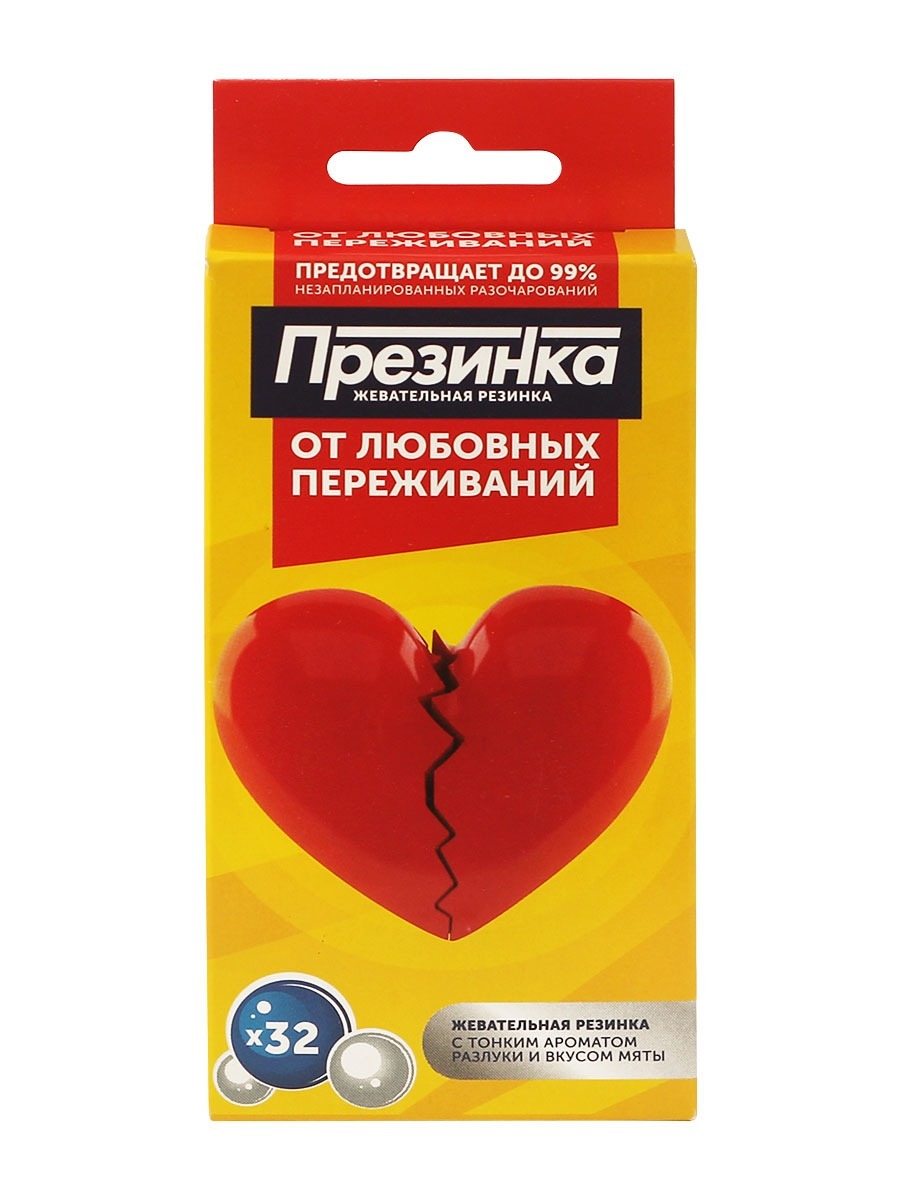 ОТ ЛЮБОВНЫХ
ПЕРЕЖИВАНИЙ
ПРЕДОТВРАЩАЕТ ДО 99%
НЕЗАПЛАНИРОВАННЫХ РАЗОЧАРОВАНИЙ
Презинка
ЖЕВАТЕЛЬНАЯ РЕЗИНКА
ОТ ЛЮБОВНЫХ
ПЕРЕЖИВАНИЙ
x32
ЖЕВАТЕЛЬНАЯ РЕЗИНКА
С ТОНКИМ АРОМАТОМ
РАЗЛУКИ И ВКУСОМ МЯТЫ